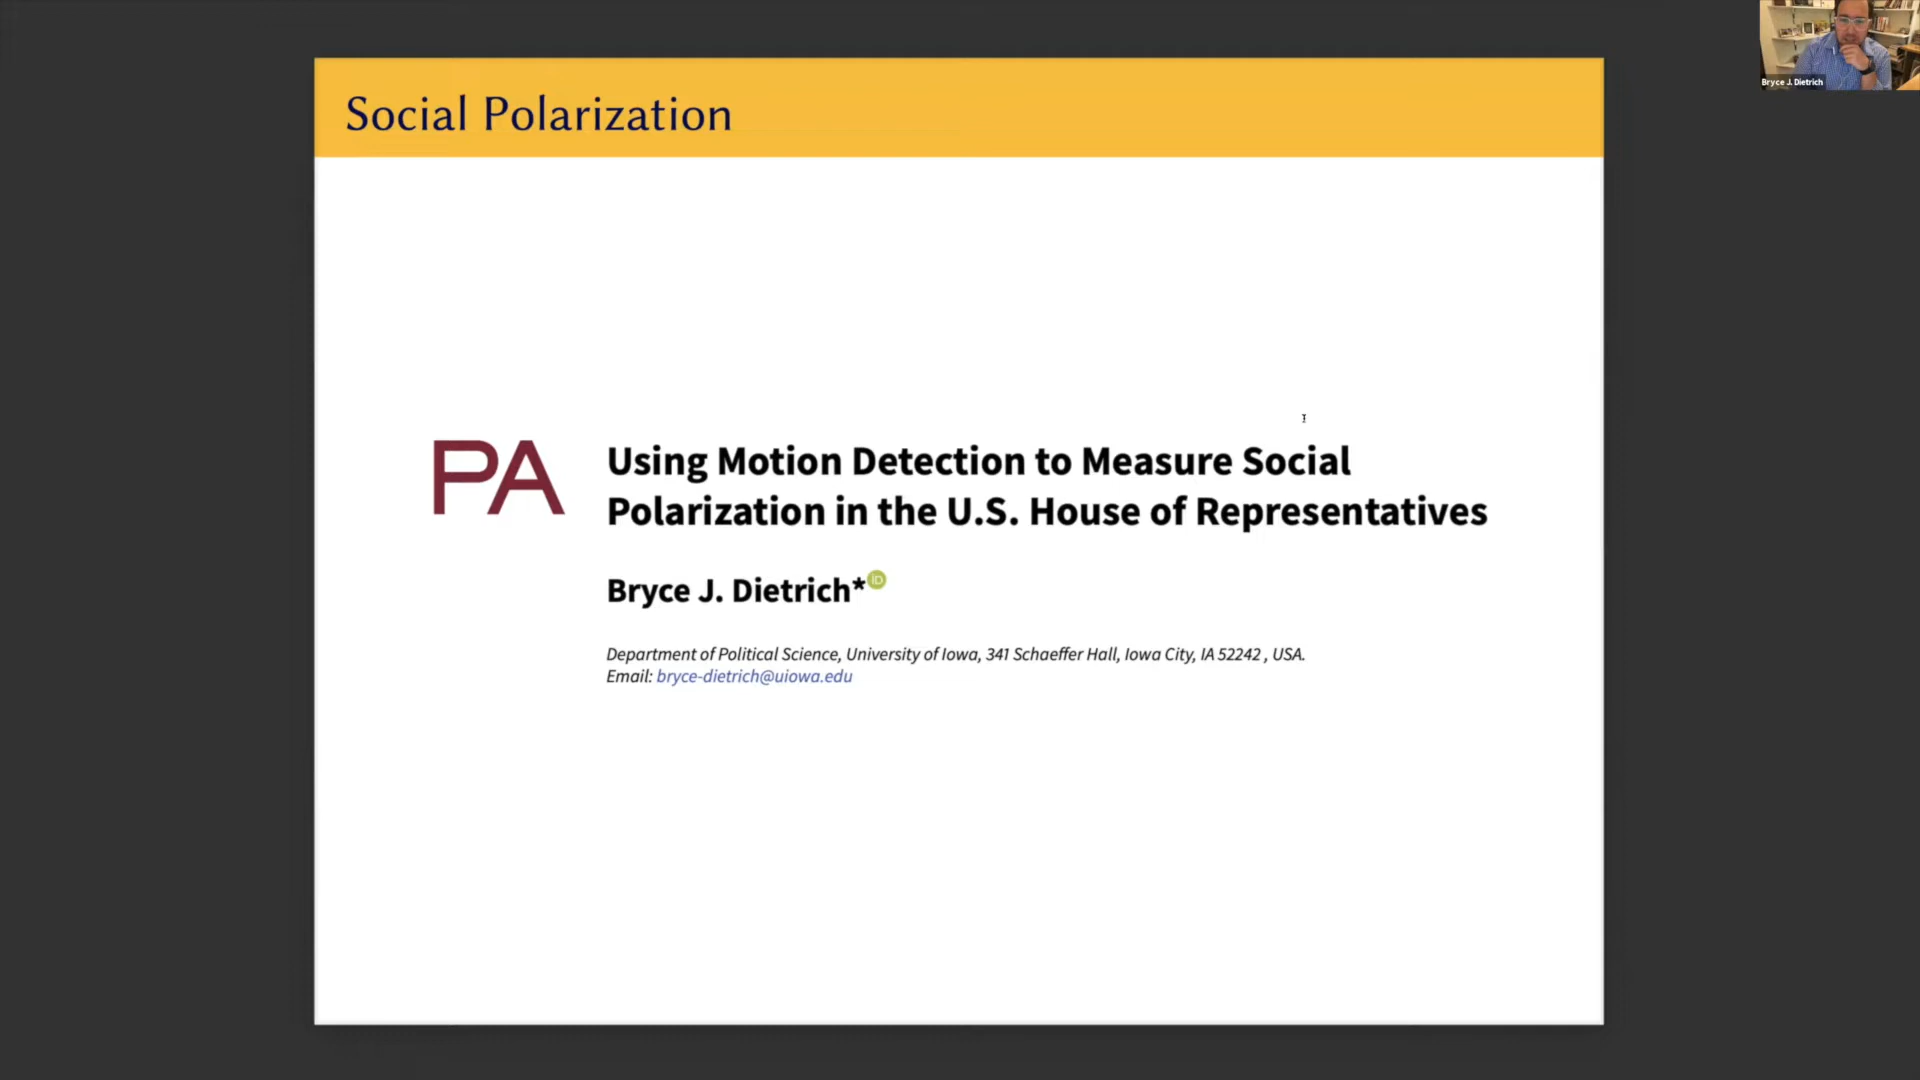 Bryce J. Dietrich
Social Polarization
PA
Using Motion Detection to Measure Social
Polarization in the U.S. House of Representatives
Bryce J. Dietrich* iD
Department of Political Science, University of Iowa, 341 Schaeffer Hall, Iowa City, IA 52242 , USA.
Email: bryce-dietrich@uiowa.edu